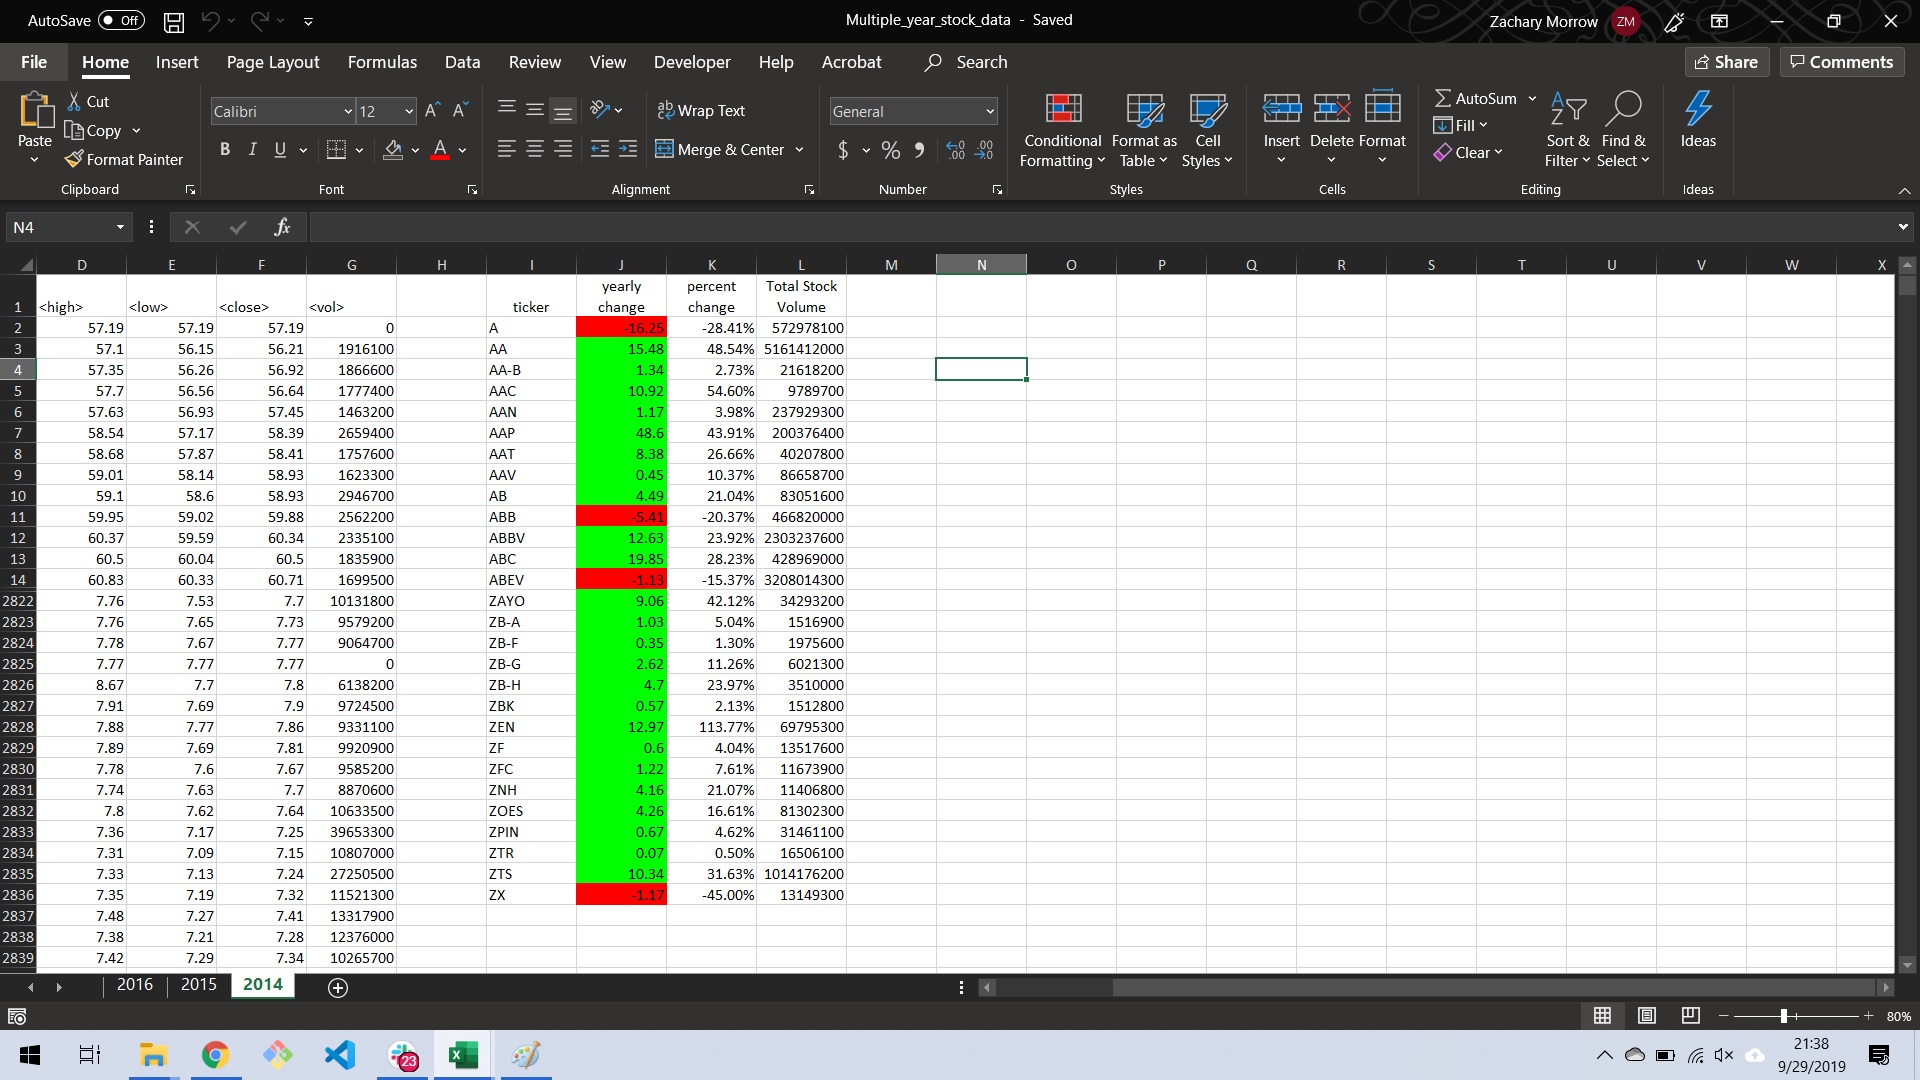 AutoSave Off Multiple_year_stock_data - Saved Zachary Morrow ZM
File Home Insert Page Layout Formulas Data Review View Developer Help Acrobat Search Share Comments
Paste Cut Copy Format Painter
Calibri 12 B I U A
Wrap Text Merge & Center
General $ % 9
Conditional Formatting Format as Table Cell Styles
Insert Delete Format
AutoSum Fill Clear Sort & Filter Find & Select
Ideas
Clipboard Font Alignment Number Styles Cells Editing Ideas
N4 fx
D E F G H I J K L M N O P Q R S T U V W X
1 <high> <low> <close> <vol> ticker yearly change percent change Total Stock Volume
2 57.19 57.19 57.19 0 A -16.25 -28.41% 572978100
3 57.1 56.15 56.21 1916100 AA 15.48 48.54% 5161412000
4 57.35 56.26 56.92 1866600 AA-B 1.34 2.73% 21618200
5 57.7 56.56 56.64 1777400 AAC 10.92 54.60% 9789700
6 57.63 56.93 57.45 1463200 AAN 1.17 3.98% 237929300
7 58.54 57.17 58.39 2659400 AAP 48.6 43.91% 200376400
8 58.68 57.87 58.41 1757600 AAT 8.38 26.66% 40207800
9 59.01 58.14 58.93 1623300 AAV 0.45 10.37% 86658700
10 59.1 58.6 58.93 2946700 AB 4.49 21.04% 83051600
11 59.95 59.02 59.88 2562200 ABB -5.41 -20.37% 466820000
12 60.37 59.59 60.34 2335100 ABBV 12.63 23.92% 2303237600
13 60.5 60.04 60.5 1835900 ABC 19.85 28.23% 428969000
14 60.83 60.33 60.71 1699500 ABEV -1.13 -15.37% 3208014300
2822 7.76 7.53 7.7 10131800 ZAYO 9.06 42.12% 34293200
2823 7.76 7.65 7.73 9579200 ZB-A 1.03 5.04% 1516900
2824 7.78 7.67 7.77 9064700 ZB-F 0.35 1.30% 1975600
2825 7.77 7.77 7.77 0 ZB-G 2.62 11.26% 6021300
2826 8.67 7.7 7.8 6138200 ZB-H 4.7 23.97% 3510000
2827 7.91 7.69 7.9 9724500 ZBK 0.57 2.13% 1512800
2828 7.88 7.77 7.86 9331100 ZEN 12.97 113.77% 69795300
2829 7.89 7.69 7.81 9920900 ZF 0.6 4.04% 13517600
2830 7.78 7.6 7.67 9585200 ZFC 1.22 7.61% 11673900
2831 7.74 7.63 7.7 8870600 ZNH 4.16 21.07% 11406800
2832 7.8 7.62 7.64 10633500 ZOES 4.26 16.61% 81302300
2833 7.36 7.17 7.25 39653300 ZPIN 0.67 4.62% 31461100
2834 7.31 7.09 7.15 10807000 ZTR 0.07 0.50% 16506100
2835 7.33 7.13 7.24 27250500 ZTS 10.34 31.63% 1014176200
2836 7.35 7.19 7.32 11521300 ZX -1.17 -45.00% 13149300
2837 7.48 7.27 7.41 13317900
2838 7.38 7.21 7.28 12376000
2839 7.42 7.29 7.34 10265700
2016 2015 2014
80%
23 21:38
9/29/2019